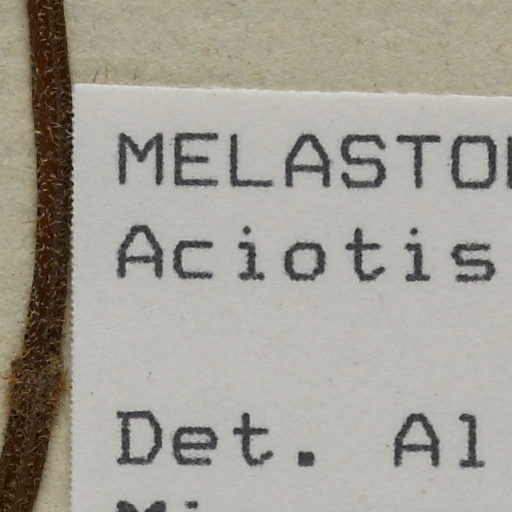 MELASTO
Aciotis
Det. Al